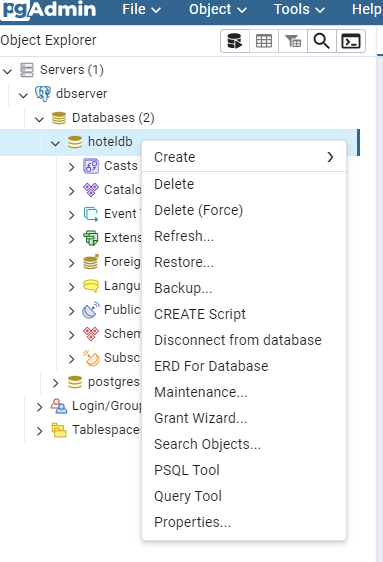 pgAdmin File Object Tools
Object Explorer
Servers (1)
dbserver
Databases (2)
hoteldb
Casts
Catalo
Event
Extens
Foreig
Langu
Public
Schem
Subsc
postgres
Login/Group
Tablespaces
Create
Delete
Delete (Force)
Refresh...
Restore...
Backup...
CREATE Script
Disconnect from database
ERD For Database
Maintenance...
Grant Wizard...
Search Objects...
PSQL Tool
Query Tool
Properties...